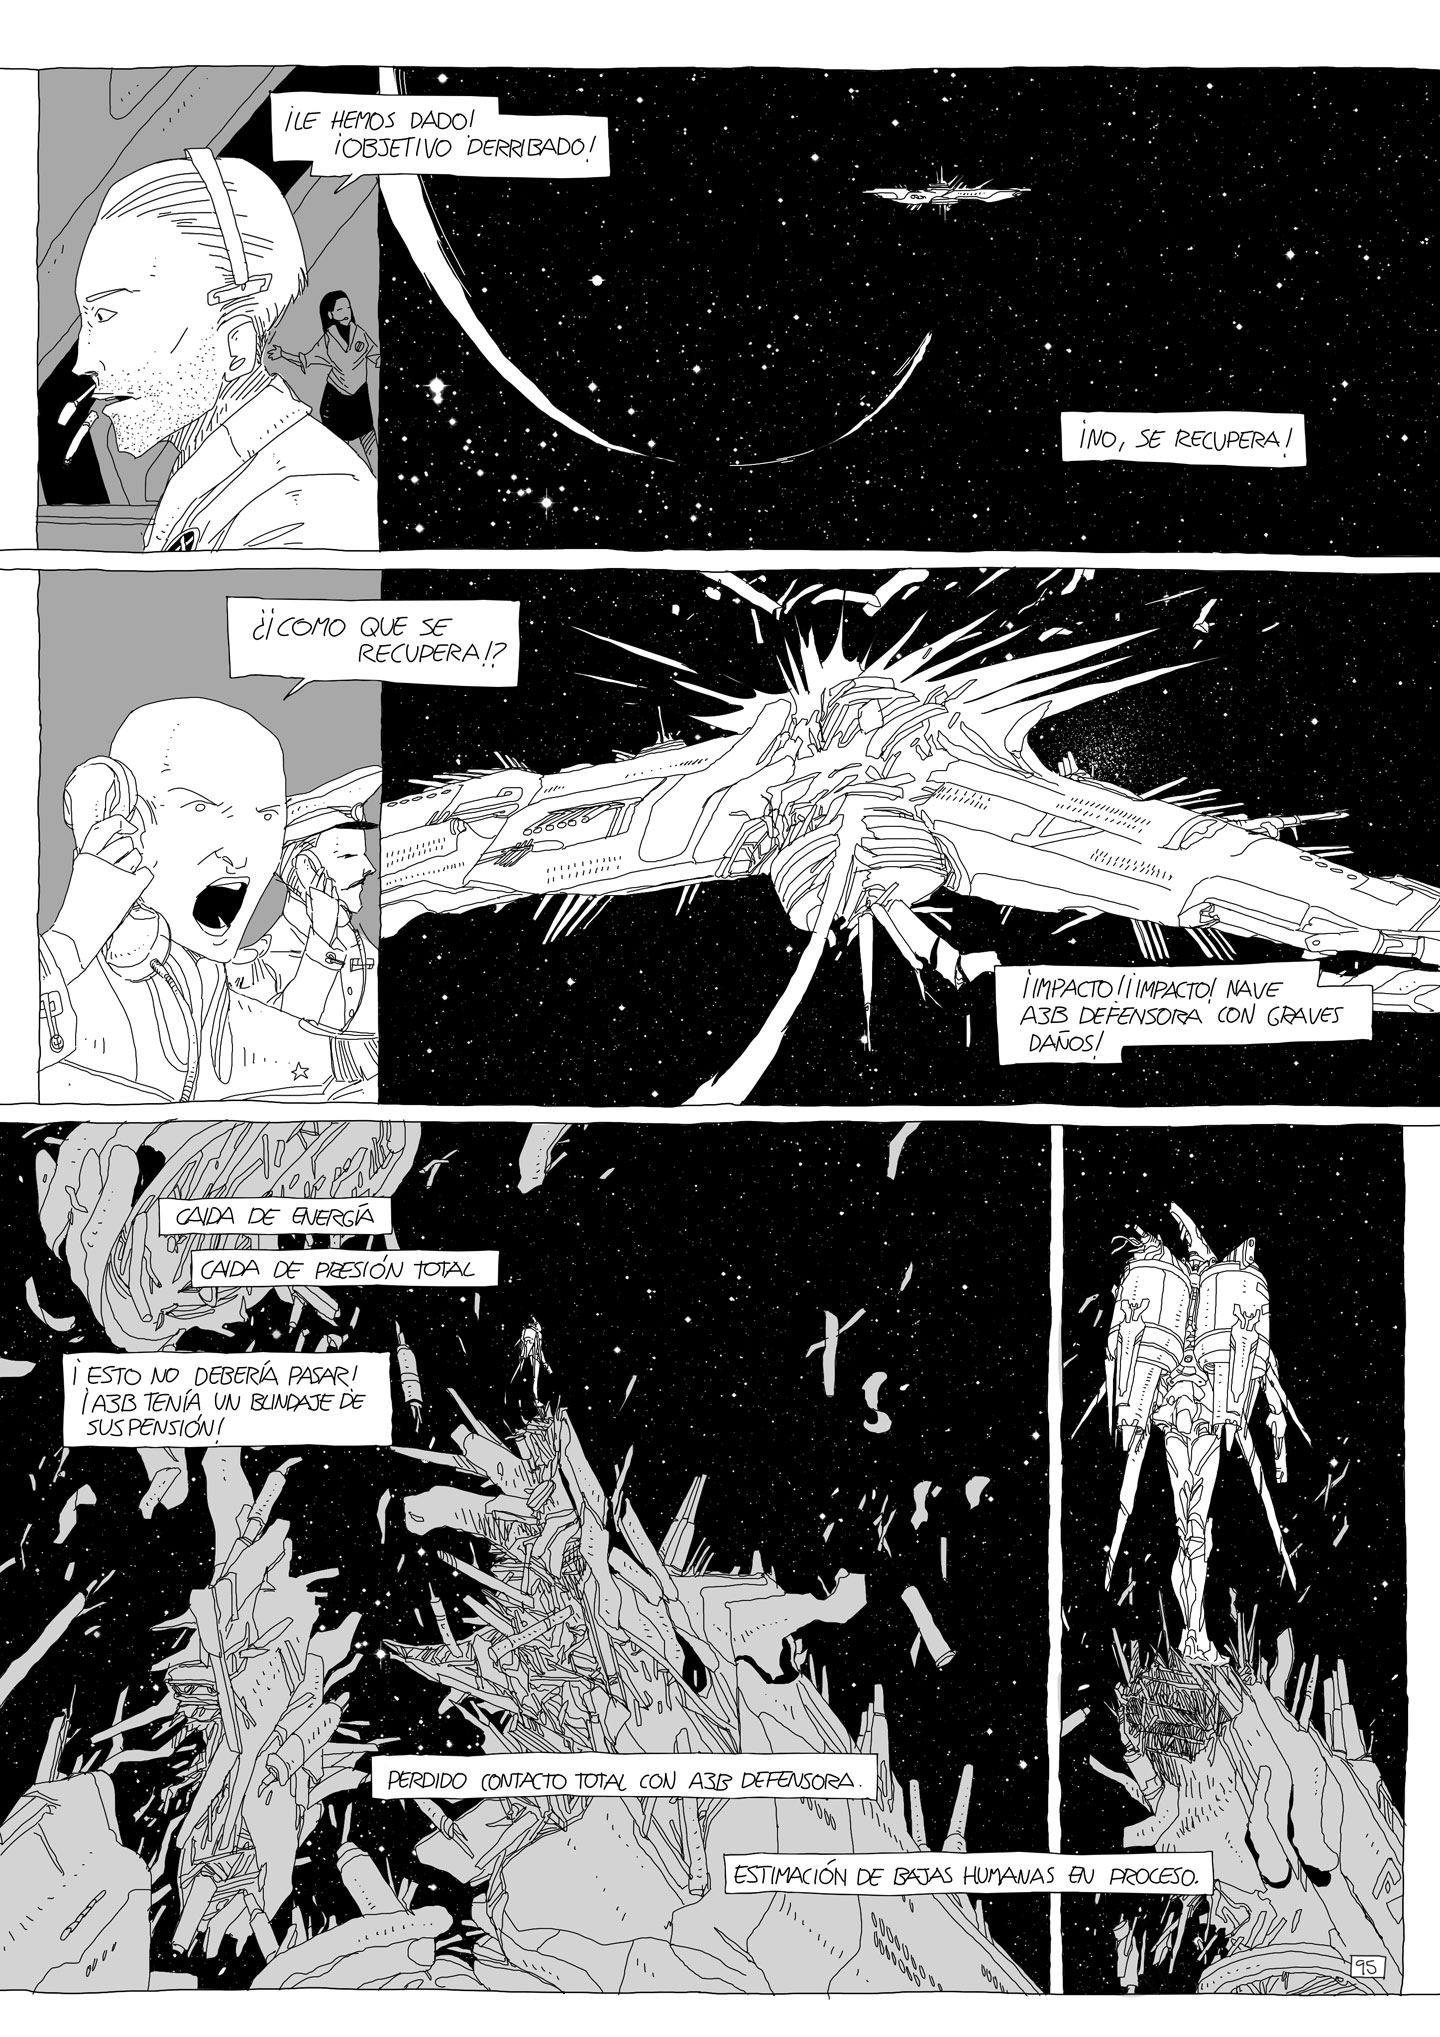 ¡LE HEMOS DADO!
¡OBJETIVO DERRIBADO!
¡NO, SE RECUPERA!
¿¡COMO QUE SE
RECUPERA!?
¡IMPACTO! ¡IMPACTO! NAVE
A3B DEFENSORA CON GRAVES
DAÑOS!
CAIDA DE ENERGÍA
CAIDA DE PRESIÓN TOTAL
¡ESTO NO DEBERÍA PASAR!
¡A3B TENÍA UN BLINDAJE DE
SUSPENSIÓN!
PERDIDO CONTACTO TOTAL CON A3B DEFENSORA.
ESTIMACIÓN DE BAJAS HUMANAS EN PROCESO.
95